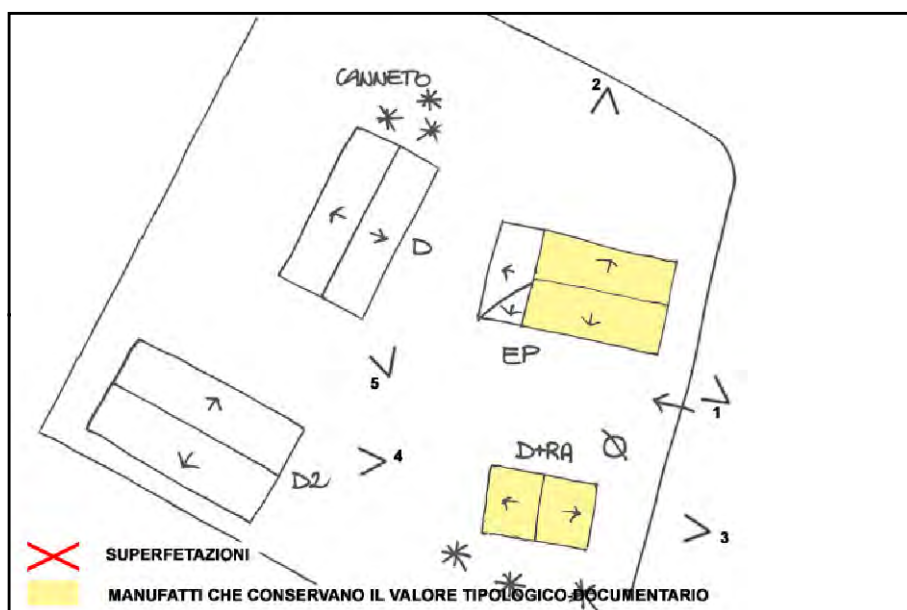 CANNETO
2
D
EP
5
1
D+RA
4
D2
3
SUPERFETAZIONI
MANUFATTI CHE CONSERVANO IL VALORE TIPOLOGICO-DOCUMENTARIO